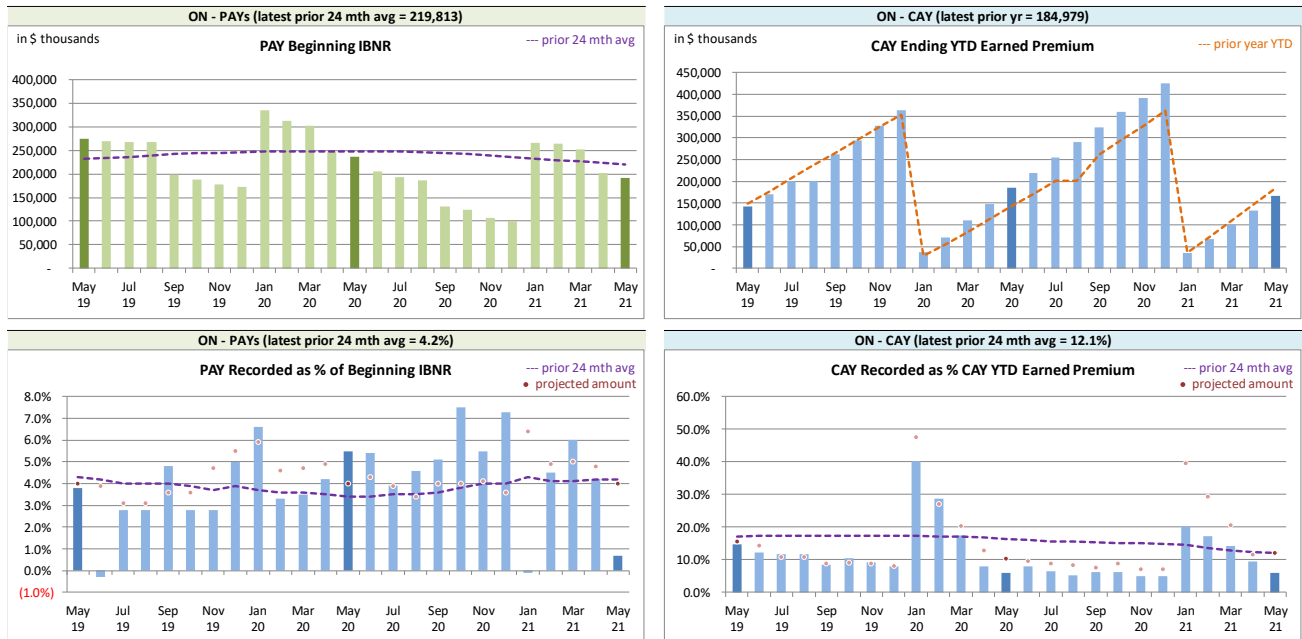 ON - PAYs (latest prior 24 mth avg = 219,813)
in $ thousands
PAY Beginning IBNR
--- prior 24 mth avg
400,000
350,000
300,000
250,000
200,000
150,000
100,000
50,000
-
May Jul Sep Nov Jan Mar May Jul Sep Nov Jan Mar May
19 19 19 19 20 20 20 20 20 20 21 21 21
ON - CAY (latest prior yr = 184,979)
in $ thousands
CAY Ending YTD Earned Premium
--- prior year YTD
450,000
400,000
350,000
300,000
250,000
200,000
150,000
100,000
50,000
-
May Jul Sep Nov Jan Mar May Jul Sep Nov Jan Mar May
19 19 19 19 20 20 20 20 20 20 21 21 21
ON - PAYs (latest prior 24 mth avg = 4.2%)
PAY Recorded as % of Beginning IBNR
--- prior 24 mth avg
• projected amount
8.0%
7.0%
6.0%
5.0%
4.0%
3.0%
2.0%
1.0%
0.0%
(1.0%)
May Jul Sep Nov Jan Mar May Jul Sep Nov Jan Mar May
19 19 19 19 20 20 20 20 20 20 21 21 21
ON - CAY (latest prior 24 mth avg = 12.1%)
CAY Recorded as % CAY YTD Earned Premium
--- prior 24 mth avg
• projected amount
60.0%
50.0%
40.0%
30.0%
20.0%
10.0%
0.0%
May Jul Sep Nov Jan Mar May Jul Sep Nov Jan Mar May
19 19 19 19 20 20 20 20 20 20 21 21 21